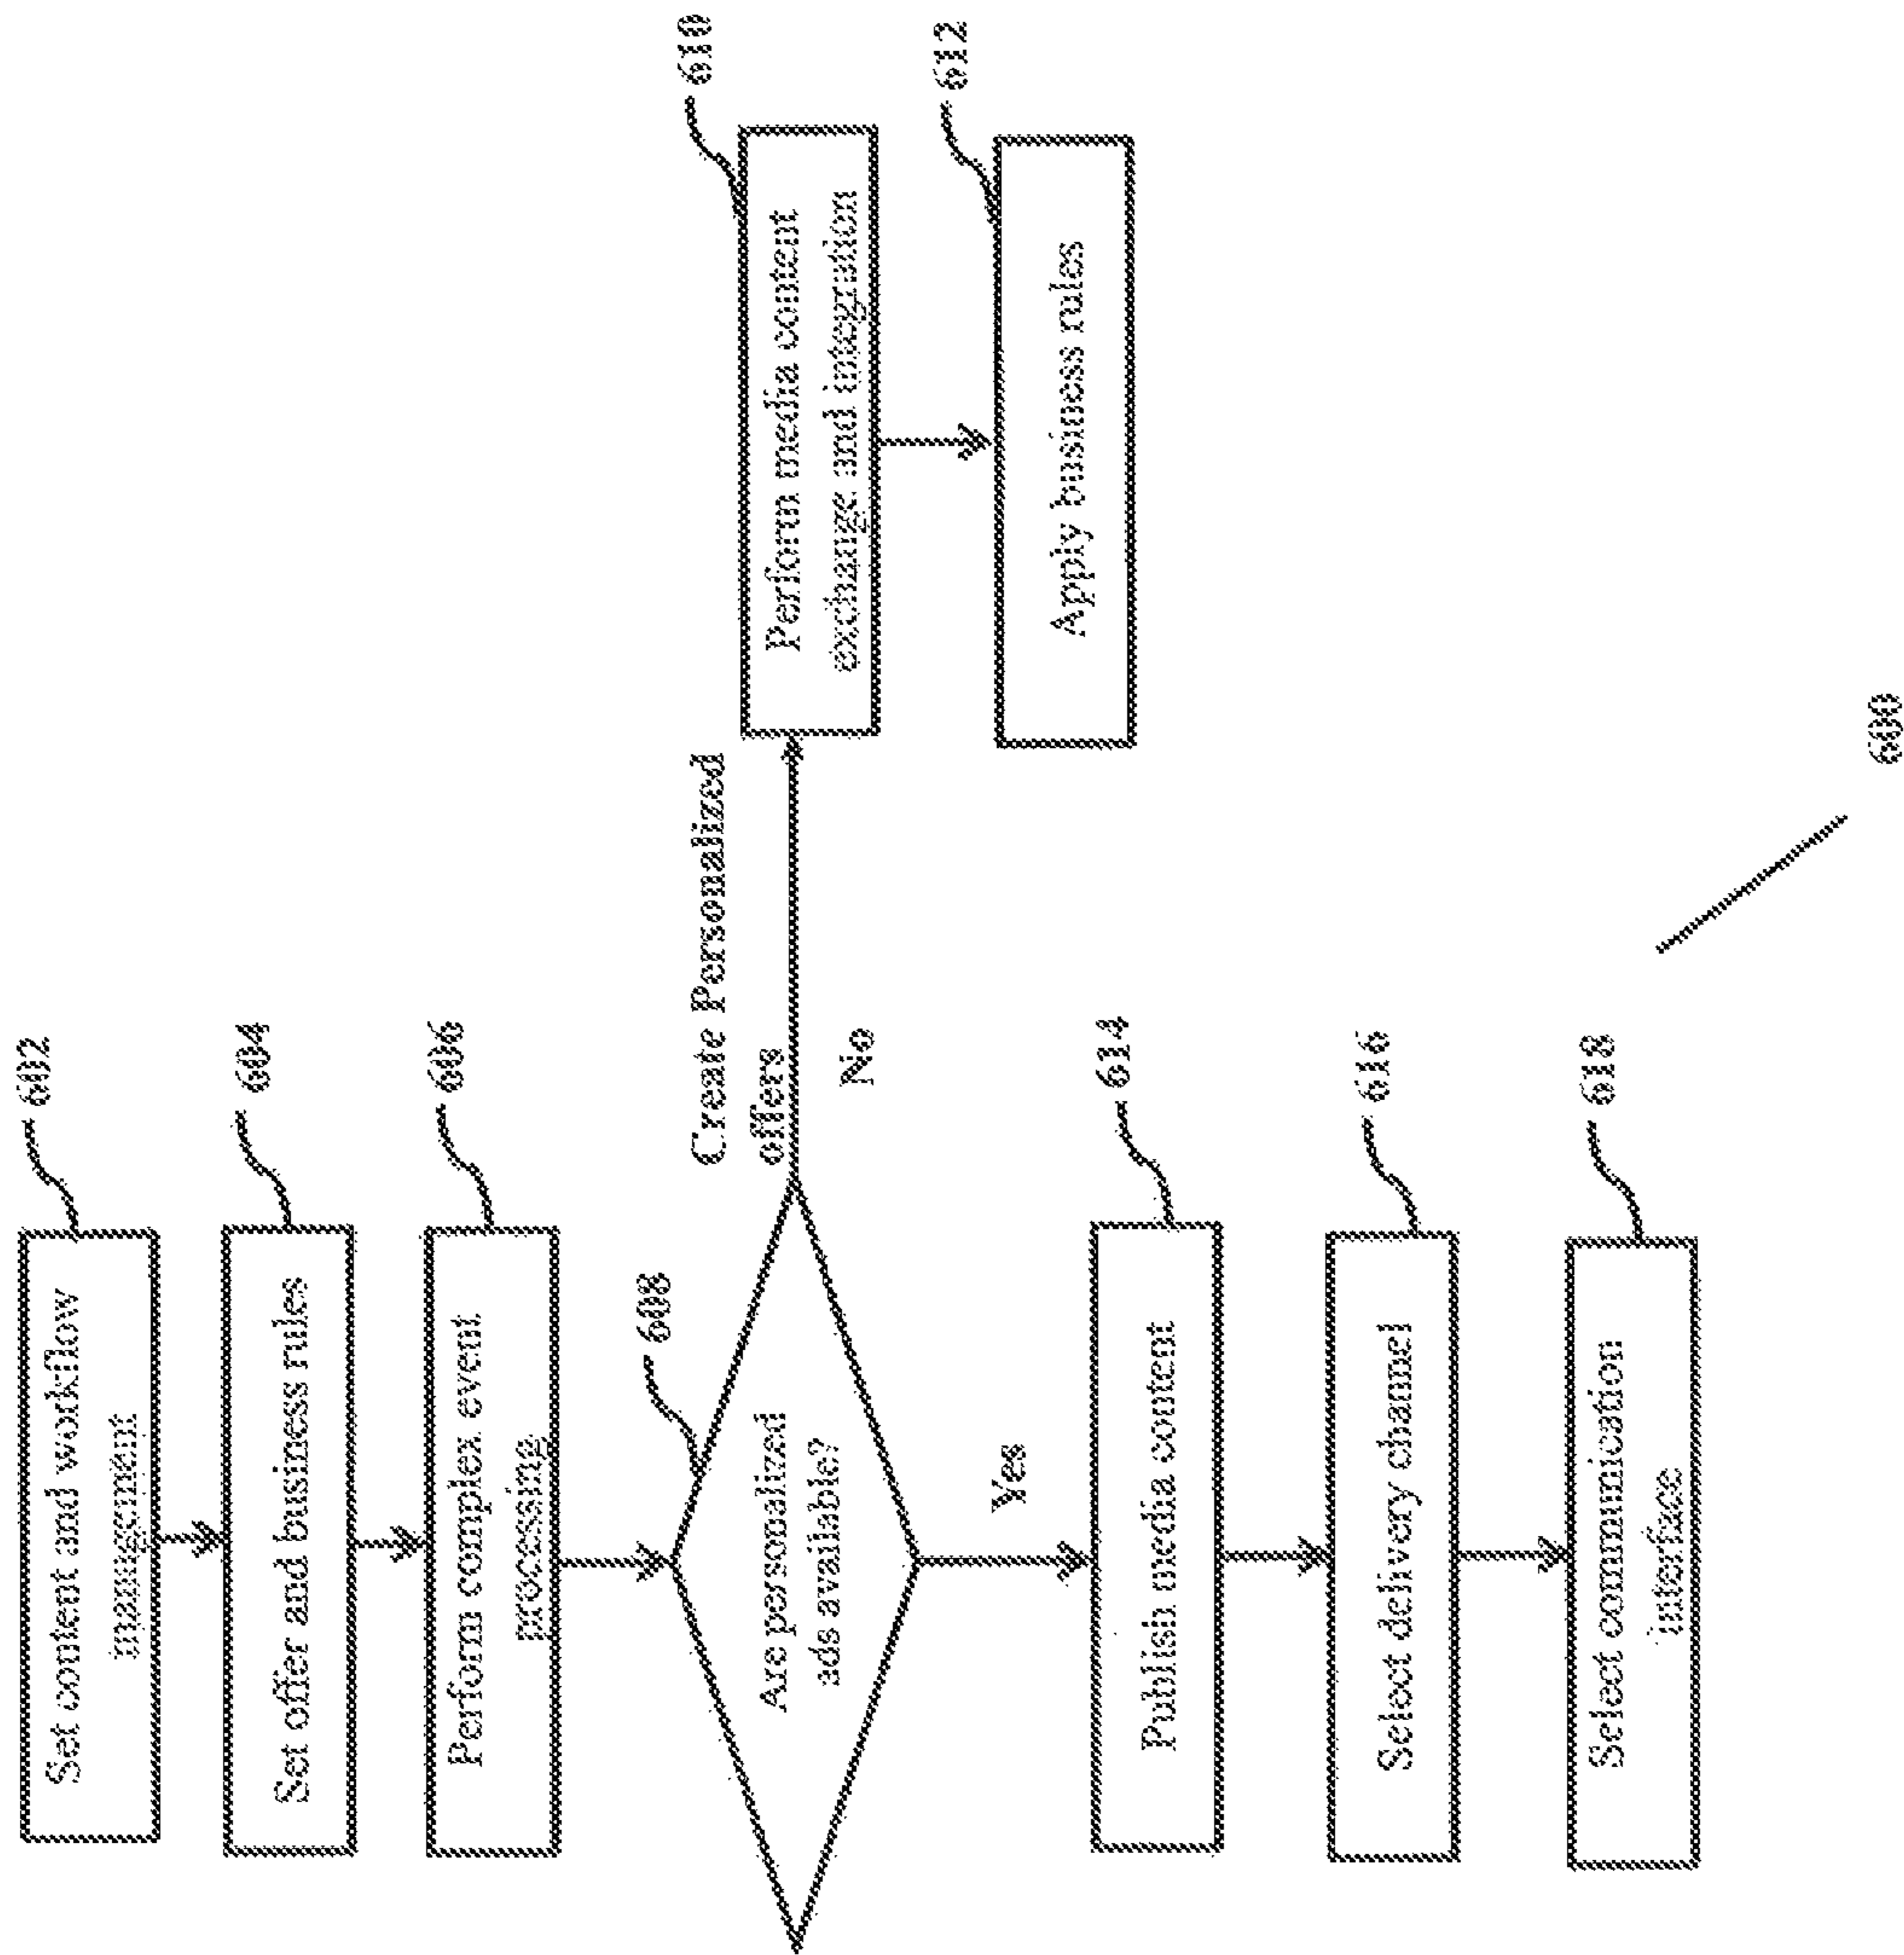 602
Set content and workflow
managment
604
Set offer and business rules
606
Perform complex event
processing
608
Are personalized
ads available?
Create Personalized
offers
No
610
Perform media content
exchange and integration
612
Apply business rules
Yes
614
Publish media content
616
Select delivery channel
618
Select communication
interface
600